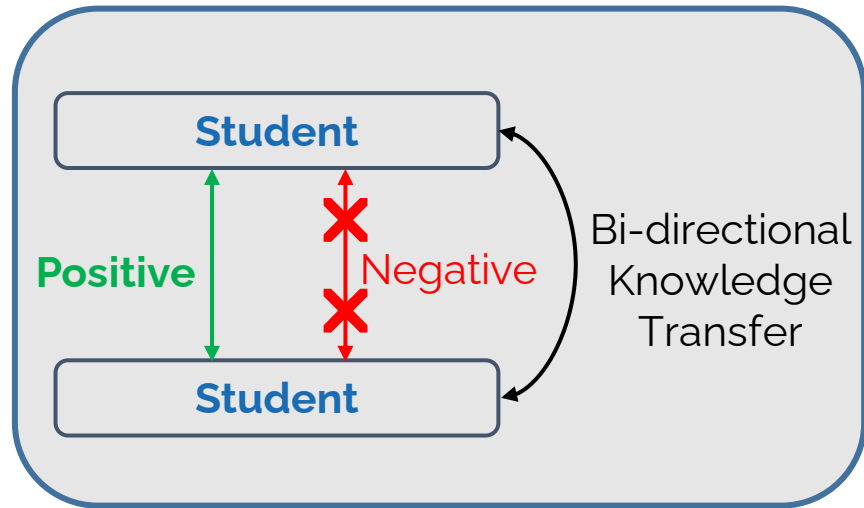 Student
Positive
Negative
Bi-directional
Knowledge
Transfer
Student